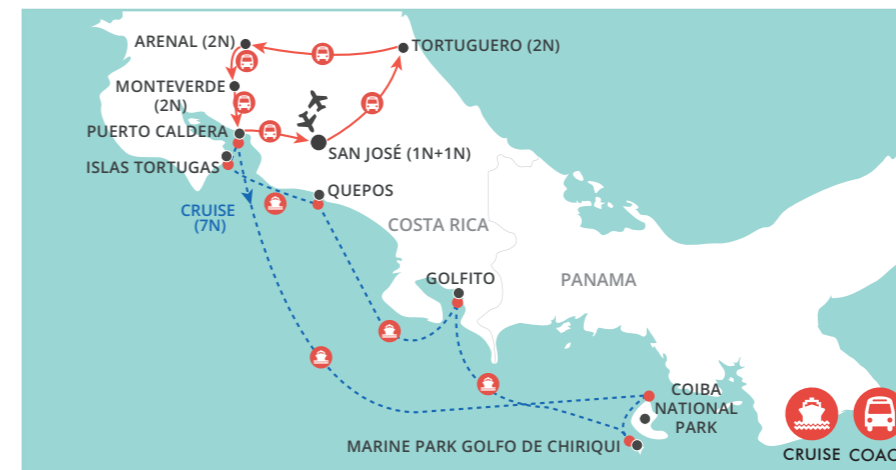 ARENAL (2N)
TORTUGUERO (2N)
MONTEVERDE
(2N)
PUERTO CALDERA
SAN JOSÉ (1N+1N)
ISLAS TORTUGAS
QUEPOS
CRUISE
(7N)
COSTA RICA
GOLFITO
PANAMA
COIBA
NATIONAL
PARK
MARINE PARK GOLFO DE CHIRIQUI
CRUISE COAC